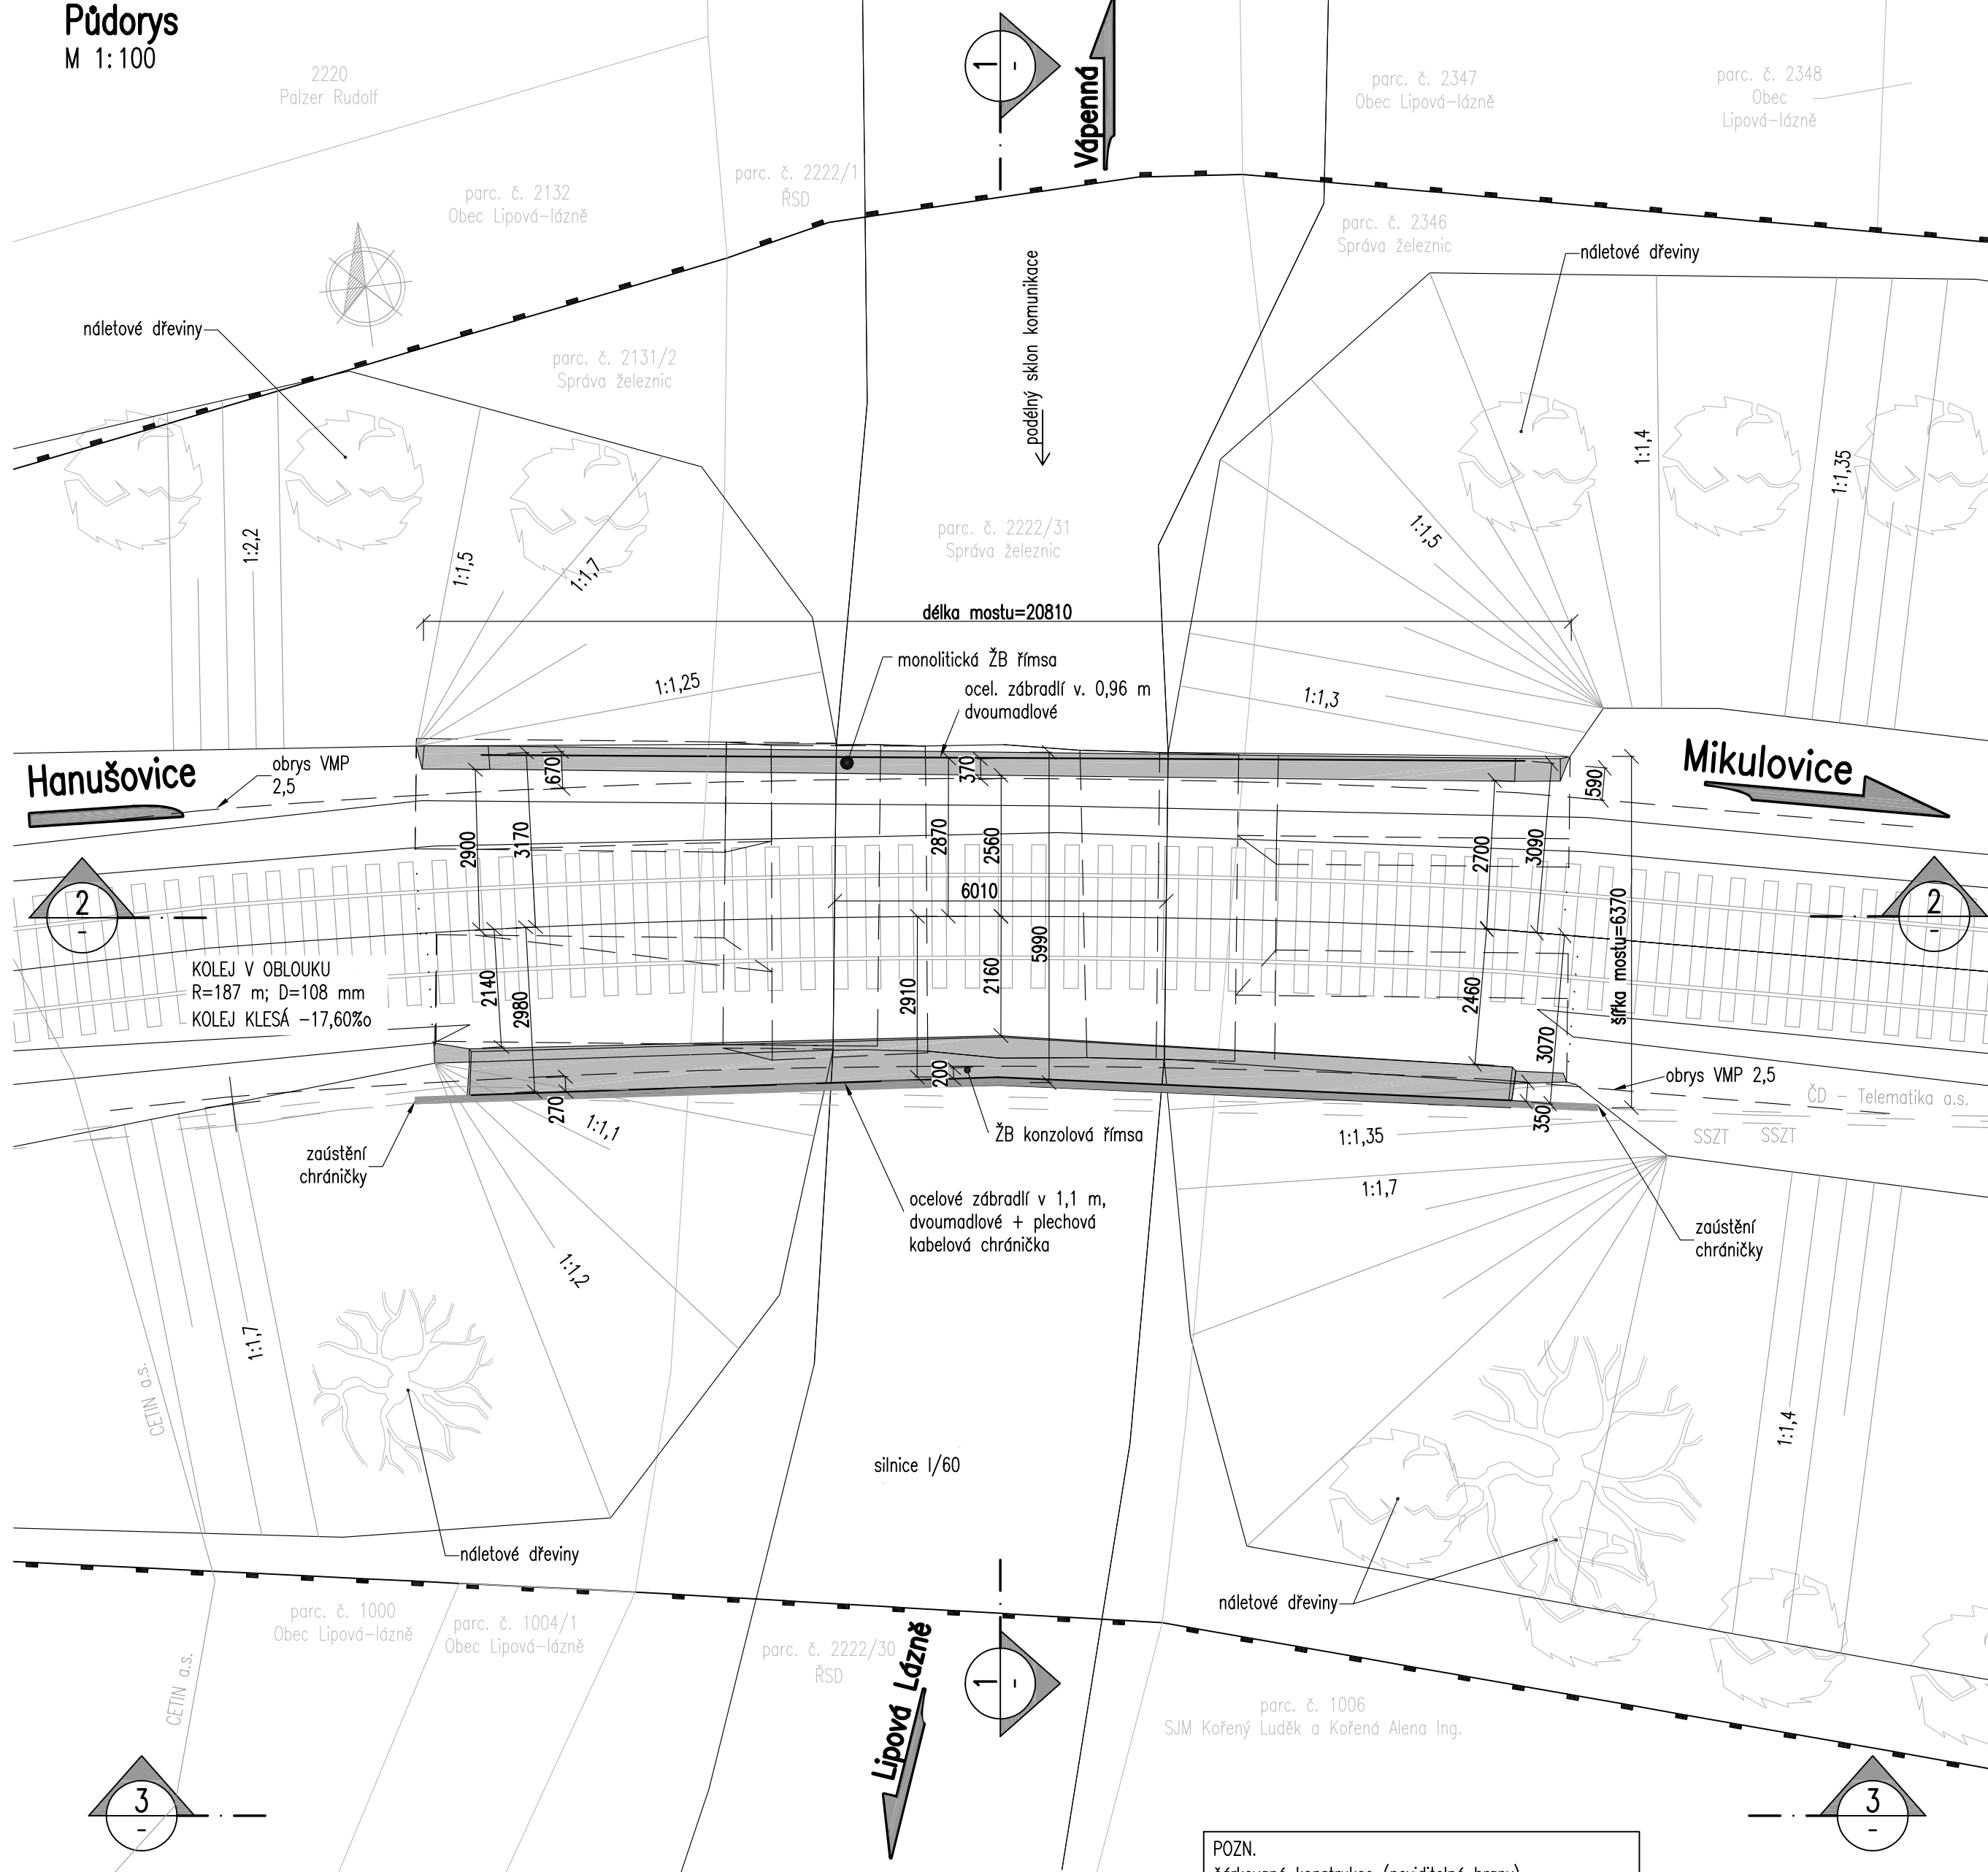 Půdorys
M 1:100
2220
Palzer Rudolf
parc. č. 2132
Obec Lipová-lázně
parc. č. 2222/1
ŘSD
1
-
Vápenná
parc. č. 2347
Obec Lipová-lázně
parc. č. 2348
Obec
Lipová-lázně
parc. č. 2346
Správa železnic
náletové dřeviny
náletové dřeviny
parc. č. 2131/2
Správa železnic
podélný sklon komunikace
parc. č. 2222/31
Správa železnic
1:2,2
1:1,5
1:1,7
1:1,25
1:1,5
1:1,4
1:1,35
1:1,3
délka mostu=20810
monolitická ŽB římsa
ocel. zábradlí v. 0,96 m
dvoumadlové
Hanušovice
obrys VMP
2,5
Mikulovice
670
370
590
2900
3170
2870
2560
2700
3090
6010
šířka mostu=6370
2
-
2
-
KOLEJ V OBLOUKU
R=187 m; D=108 mm
KOLEJ KLESÁ -17,60‰
2140
2980
2910
2160
5990
2460
3070
200
270
350
obrys VMP 2,5
ČD - Telematika a.s.
SSZT
SSZT
zaústění
chráničky
1:1,1
ŽB konzolová římsa
1:1,35
1:1,7
ocelové zábradlí v 1,1 m,
dvoumadlové + plechová
kabelová chránička
zaústění
chráničky
1:1,2
1:1,7
CETIN a.s.
1:1,4
silnice I/60
náletové dřeviny
náletové dřeviny
parc. č. 1000
Obec Lipová-lázně
parc. č. 1004/1
Obec Lipová-lázně
parc. č. 2222/30
ŘSD
Lipová Lázně
1
-
parc. č. 1006
SJM Kořený Luděk a Kořená Alena Ing.
CETIN a.s.
3
-
3
-
POZN.